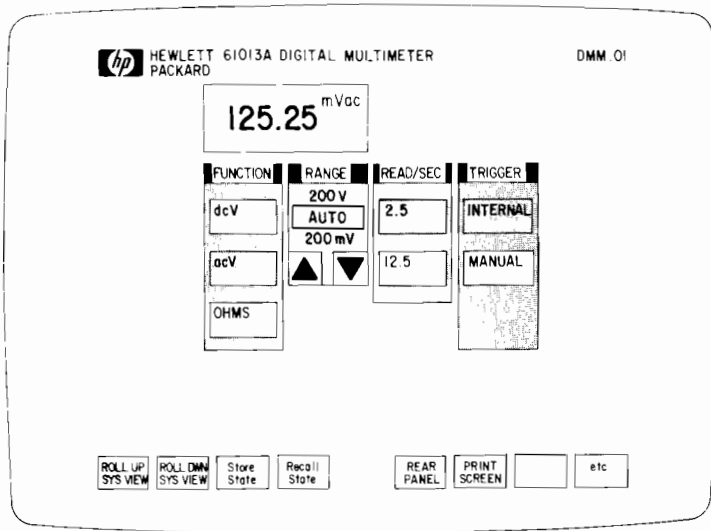 hp HEWLETT 61013A DIGITAL MULTIMETER DMM.01
PACKARD
125.25 mVac
FUNCTION RANGE READ/SEC TRIGGER
200 V
dcV AUTO 2.5 INTERNAL
200 mV
acV 12.5 MANUAL
OHMS
ROLL UP SYS VIEW
ROLL DWN SYS VIEW
Store State
Recall State
REAR PANEL
PRINT SCREEN
etc